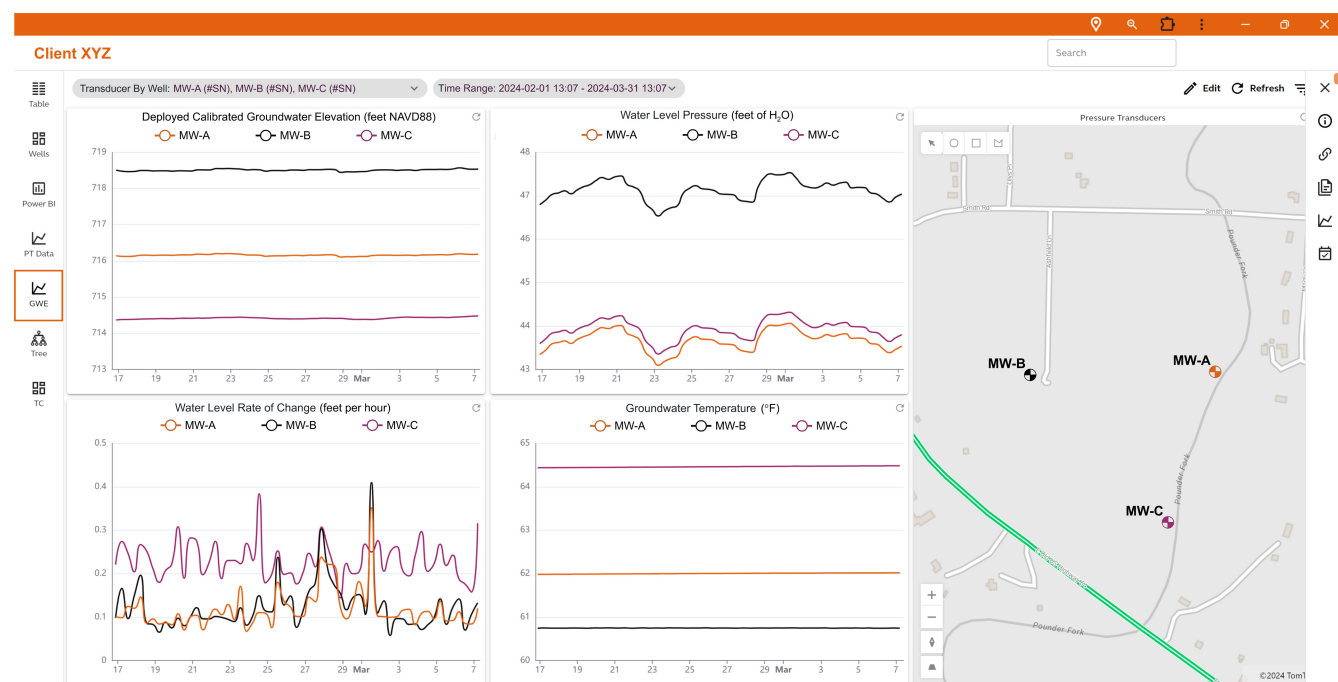 Client XYZ
Search
Transducer By Well: MW-A (#SN), MW-B (#SN), MW-C (#SN)
Time Range: 2024-02-01 13:07 - 2024-03-31 13:07
Edit
Refresh
Table
Wells
Power BI
PT Data
GWE
Tree
TC
Deployed Calibrated Groundwater Elevation (feet NAVD88)
MW-A MW-B MW-C
719
718
717
716
715
714
713
17 19 21 23 25 27 29 Mar 3 5 7
Water Level Pressure (feet of H₂O)
MW-A MW-B MW-C
48
47
46
45
44
43
17 19 21 23 25 27 29 Mar 3 5 7
Water Level Rate of Change (feet per hour)
MW-A MW-B MW-C
0.5
0.4
0.3
0.2
0.1
0
17 19 21 23 25 27 29 Mar 3 5 7
Groundwater Temperature (°F)
MW-A MW-B MW-C
65
64
63
62
61
60
17 19 21 23 25 27 29 Mar 3 5 7
Pressure Transducers
Smith Rd
Smith Rd
Pounder Fork
MW-B
MW-A
Pounder Fork
MW-C
Pounder Fork
©2024 TomT